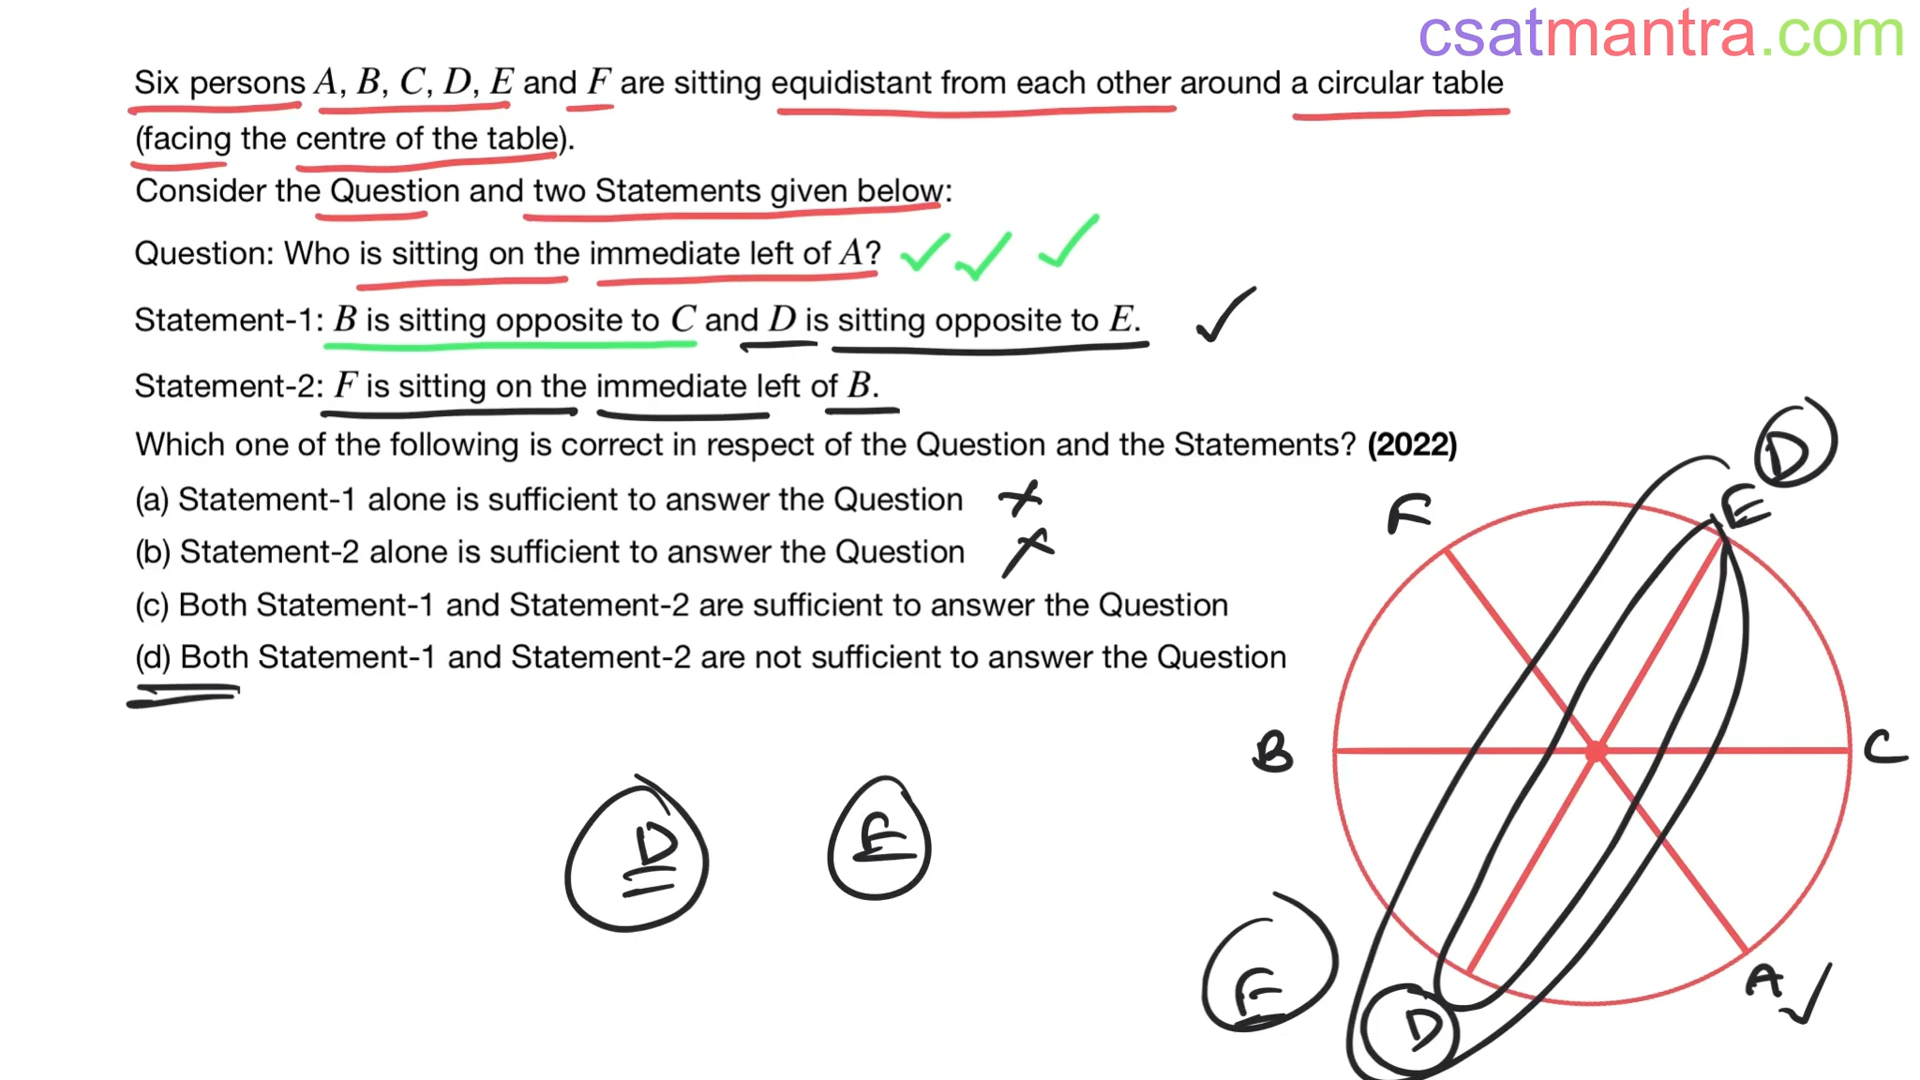 csatmantra.com
Six persons A, B, C, D, E and F are sitting equidistant from each other around a circular table
(facing the centre of the table).
Consider the Question and two Statements given below:
Question: Who is sitting on the immediate left of A?
Statement-1: B is sitting opposite to C and D is sitting opposite to E.
Statement-2: F is sitting on the immediate left of B.
Which one of the following is correct in respect of the Question and the Statements? (2022)
(a) Statement-1 alone is sufficient to answer the Question
(b) Statement-2 alone is sufficient to answer the Question
(c) Both Statement-1 and Statement-2 are sufficient to answer the Question
(d) Both Statement-1 and Statement-2 are not sufficient to answer the Question
D
F
E
B
C
D
E
E
A
D